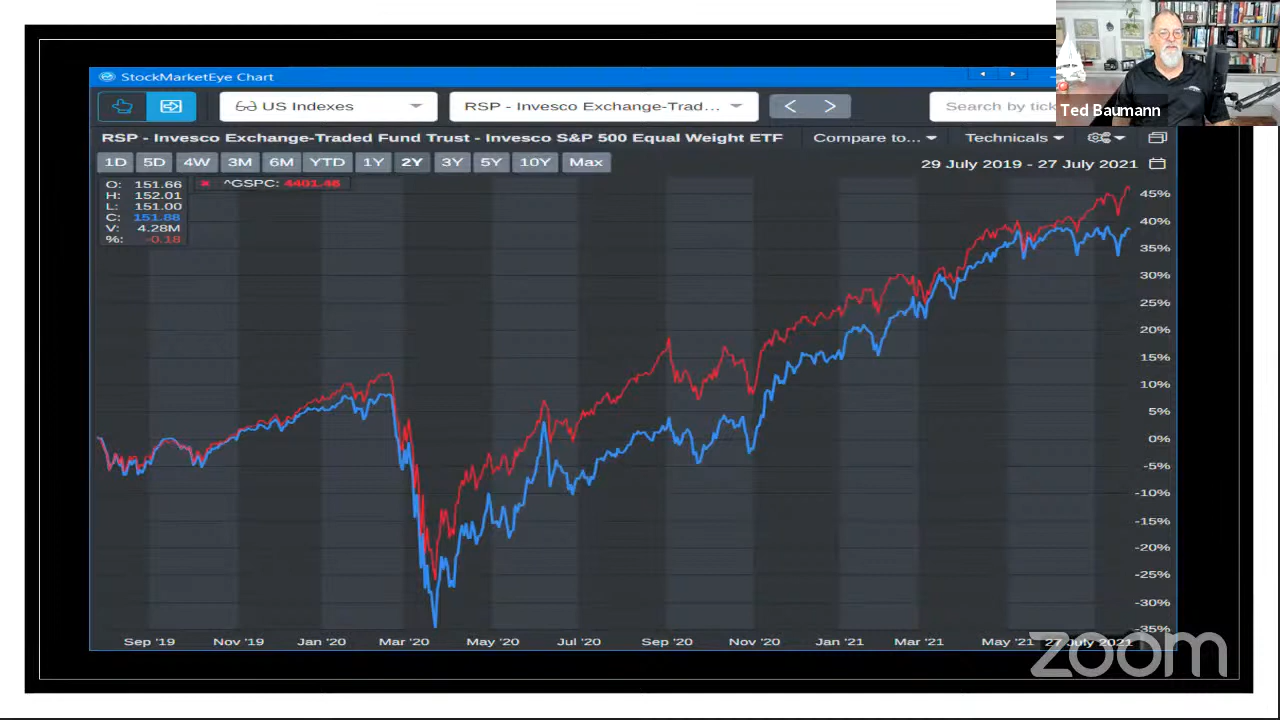 StockMarketEye Chart
US Indexes
RSP - Invesco Exchange-Trad...
Search by tick
Ted Baumann
RSP - Invesco Exchange-Traded Fund Trust - Invesco S&P 500 Equal Weight ETF
Compare to...
Technicals
1D 5D 4W 3M 6M YTD 1Y 2Y 3Y 5Y 10Y Max
29 July 2019 - 27 July 2021
O: 151.66
H: 152.01
L: 151.00
C: 151.88
V: 4.28M
%: -0.18
^GSPC: 4401.46
45%
40%
35%
30%
25%
20%
15%
10%
5%
0%
-5%
-10%
-15%
-20%
-25%
-30%
-35%
Sep '19 Nov '19 Jan '20 Mar '20 May '20 Jul '20 Sep '20 Nov '20 Jan '21 Mar '21 May '21 27 July 2021
zoom